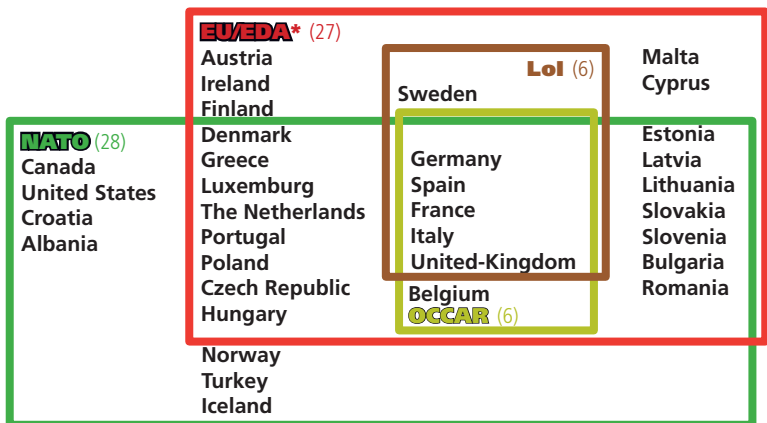 EU/EDA* (27)
Austria
Ireland
Finland
Denmark
Greece
Luxemburg
The Netherlands
Portugal
Poland
Czech Republic
Hungary
Norway
Turkey
Iceland
NATO (28)
Canada
United States
Croatia
Albania
LoI (6)
Sweden
Germany
Spain
France
Italy
United-Kingdom
Belgium
OCCAR (6)
Malta
Cyprus
Estonia
Latvia
Lithuania
Slovakia
Slovenia
Bulgaria
Romania